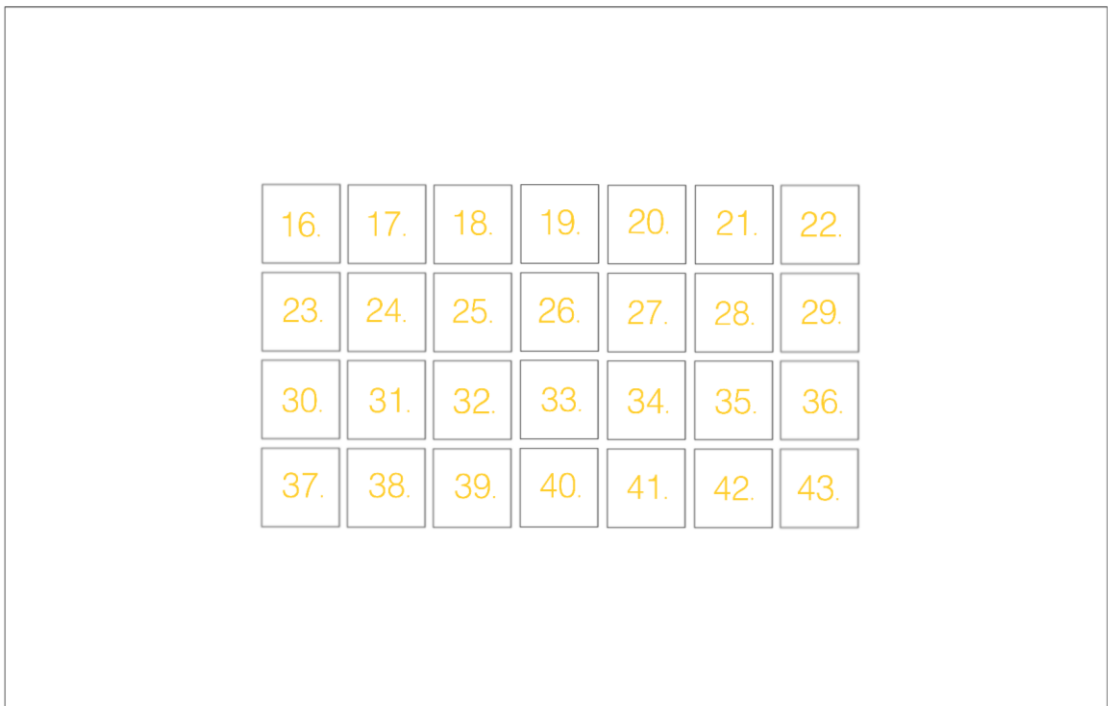 16. 17. 18. 19. 20. 21. 22.
23. 24. 25. 26. 27. 28. 29.
30. 31. 32. 33. 34. 35. 36.
37. 38. 39. 40. 41. 42. 43.